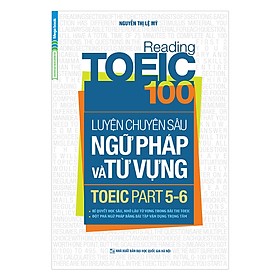 NGUYỄN THỊ LỆ MỸ
Reading
TOEIC
100
LUYỆN CHUYÊN SÂU
NGỮ PHÁP
VÀ TỪ VỰNG
TOEIC PART 5-6
BÍ QUYẾT HỌC SÂU, NHỚ LÂU TỪ VỰNG TRONG BÀI THI TOEIC
ĐỘT PHÁ NGỮ PHÁP BẰNG BÀI TẬP VẬN DỤNG TRỌNG TÂM
NHÀ XUẤT BẢN ĐẠI HỌC QUỐC GIA HÀ NỘI